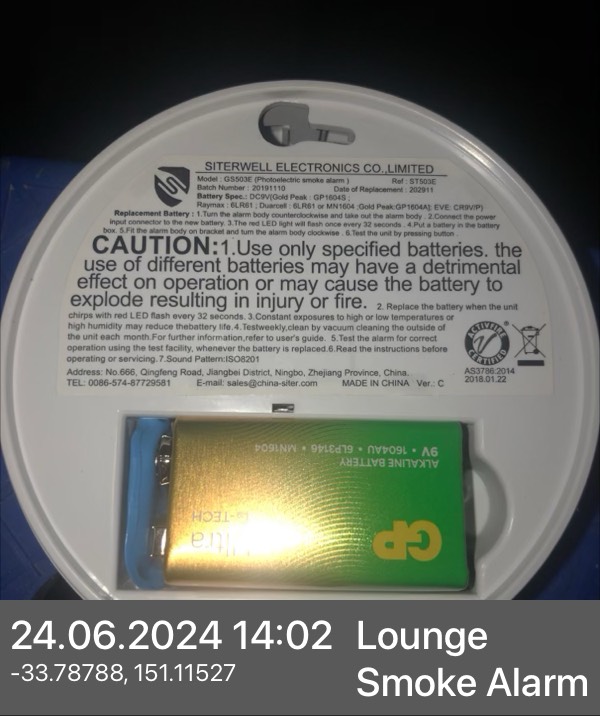 SITERWELL ELECTRONICS CO.,LIMITED
Model : GS503E (Photoelectric smoke alarm ) Ref : ST503E
Batch Number : 20191110 Date of Replacement : 202911
Battery Spec.: DC9V(Gold Peak : GP1604S ;
Raymax : 6LR61 ; Duercell : 6LR61 or MN1604 ;Gold Peak:GP1604A); EVE: CR9V/P)
Replacement Battery : 1.Turn the alarm body counterclockwise and take out the alarm body . 2.Connect the power
input connector to the new battery. 3.The red LED light will flash once every 32 seconds . 4.Put a battery in the battery
box. 5.Fit the alarm body on bracket and turn the alarm body clockwise . 6.Test the unit by pressing button .
CAUTION:1.Use only specified batteries. the
use of different batteries may have a detrimental
effect on operation or may cause the battery to
explode resulting in injury or fire. 2. Replace the battery when the unit
chirps with red LED flash every 32 seconds. 3.Constant exposures to high or low temperatures or
high humidity may reduce thebattery life.4.Testweekly,clean by vacuum cleaning the outside of
the unit each month.For further information,refer to user's guide. 5.Test the alarm for correct
operation using the test facility, whenever the battery is replaced.6.Read the instructions before
operating or servicing. 7.Sound Pattern:ISO8201
ACTIVFIRE
CERTIFIED
AS3786:2014
2018.01.22
Address: No.666, Qingfeng Road, Jiangbei District, Ningbo, Zhejiang Province, China.
TEL: 0086-574-87729581 E-mail: sales@china-siter.com MADE IN CHINA Ver.: C
GP
Ultra
G-TECH
ALKALINE BATTERY
9V • 1604AU • 6LP3146 • MN1604
24.06.2024 14:02
-33.78788, 151.11527
Lounge
Smoke Alarm